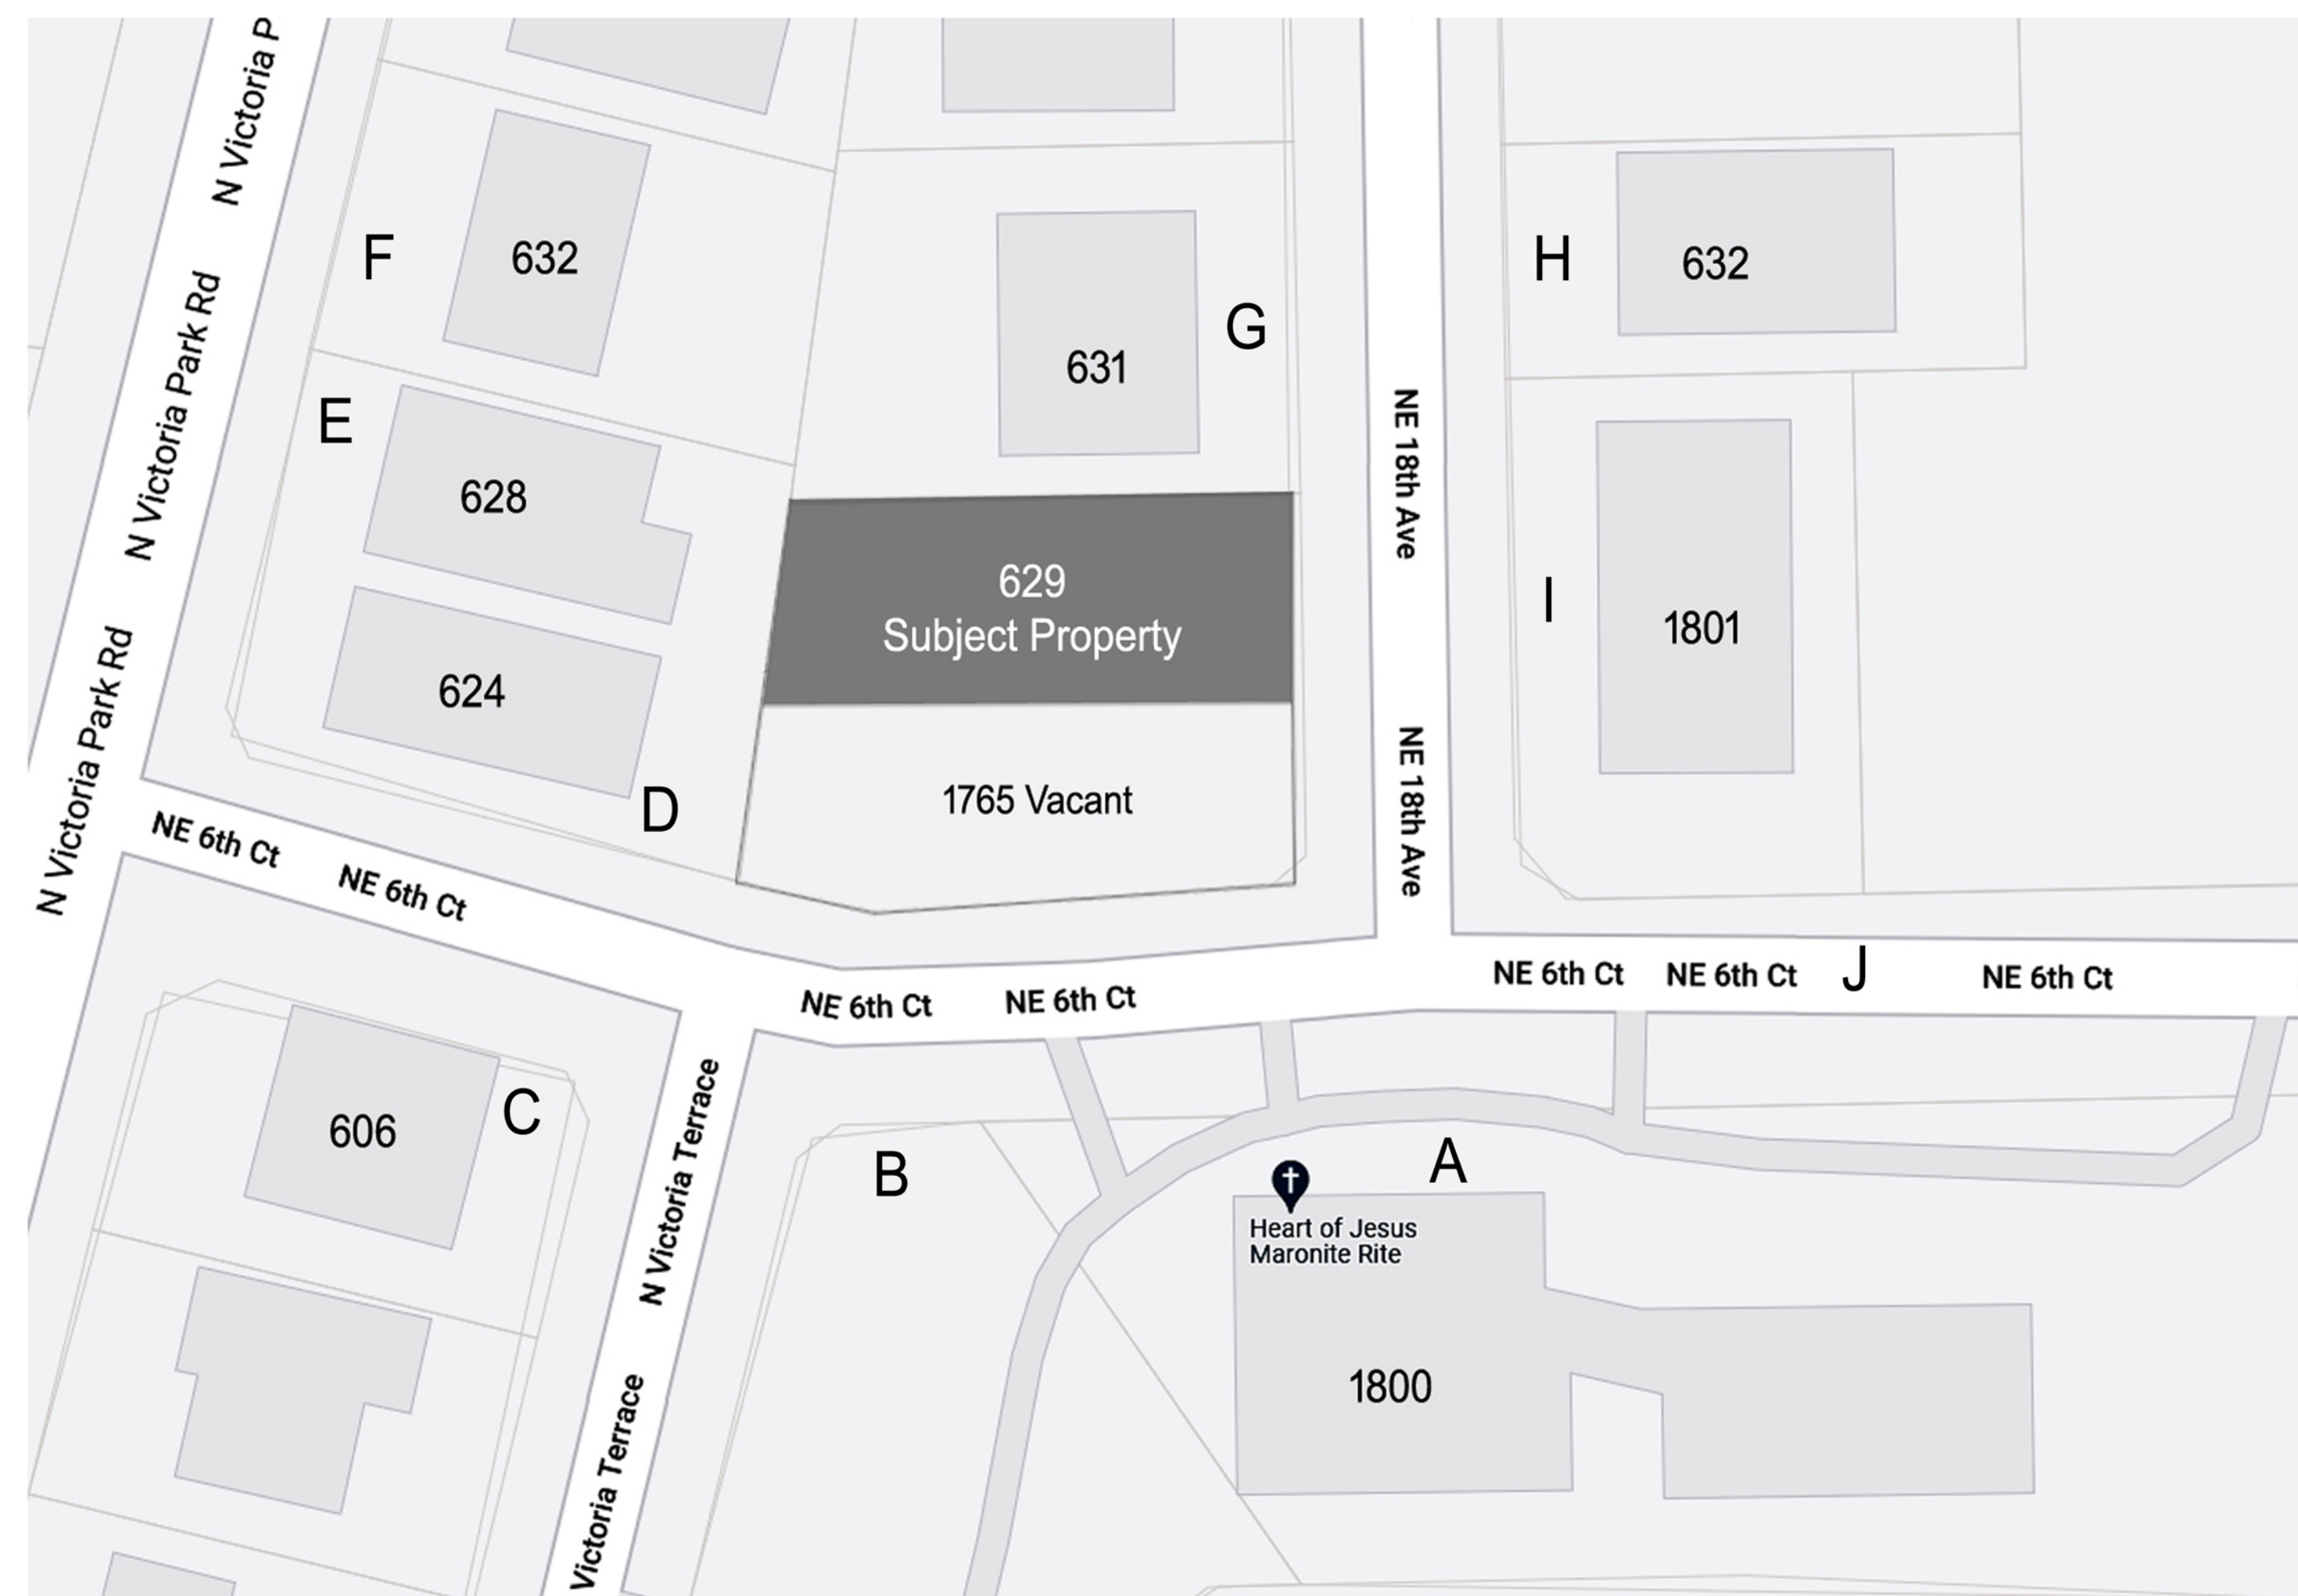 N Victoria P
N Victoria Park Rd
N Victoria Park Rd
F
632
E
628
624
D
631
G
629
Subject Property
1765 Vacant
NE 18th Ave
NE 18th Ave
H
632
I
1801
NE 6th Ct
NE 6th Ct
NE 6th Ct
NE 6th Ct
NE 6th Ct
NE 6th Ct
J
NE 6th Ct
606
C
N Victoria Terrace
Victoria Terrace
B
A
Heart of Jesus
Maronite Rite
1800